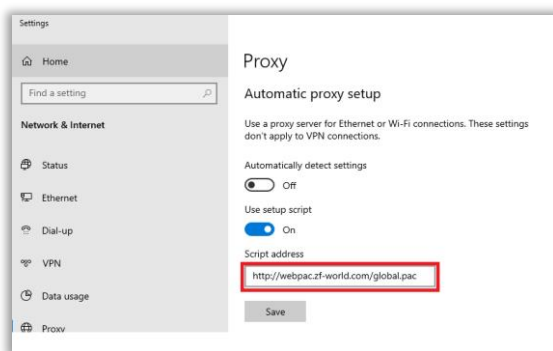 Settings
Home
Find a setting
Network & Internet
Status
Ethernet
Dial-up
VPN
Data usage
Proxy
Proxy
Automatic proxy setup
Use a proxy server for Ethernet or Wi-Fi connections. These settings
don't apply to VPN connections.
Automatically detect settings
Off
Use setup script
On
Script address
http://webpac.zf-world.com/global.pac
Save